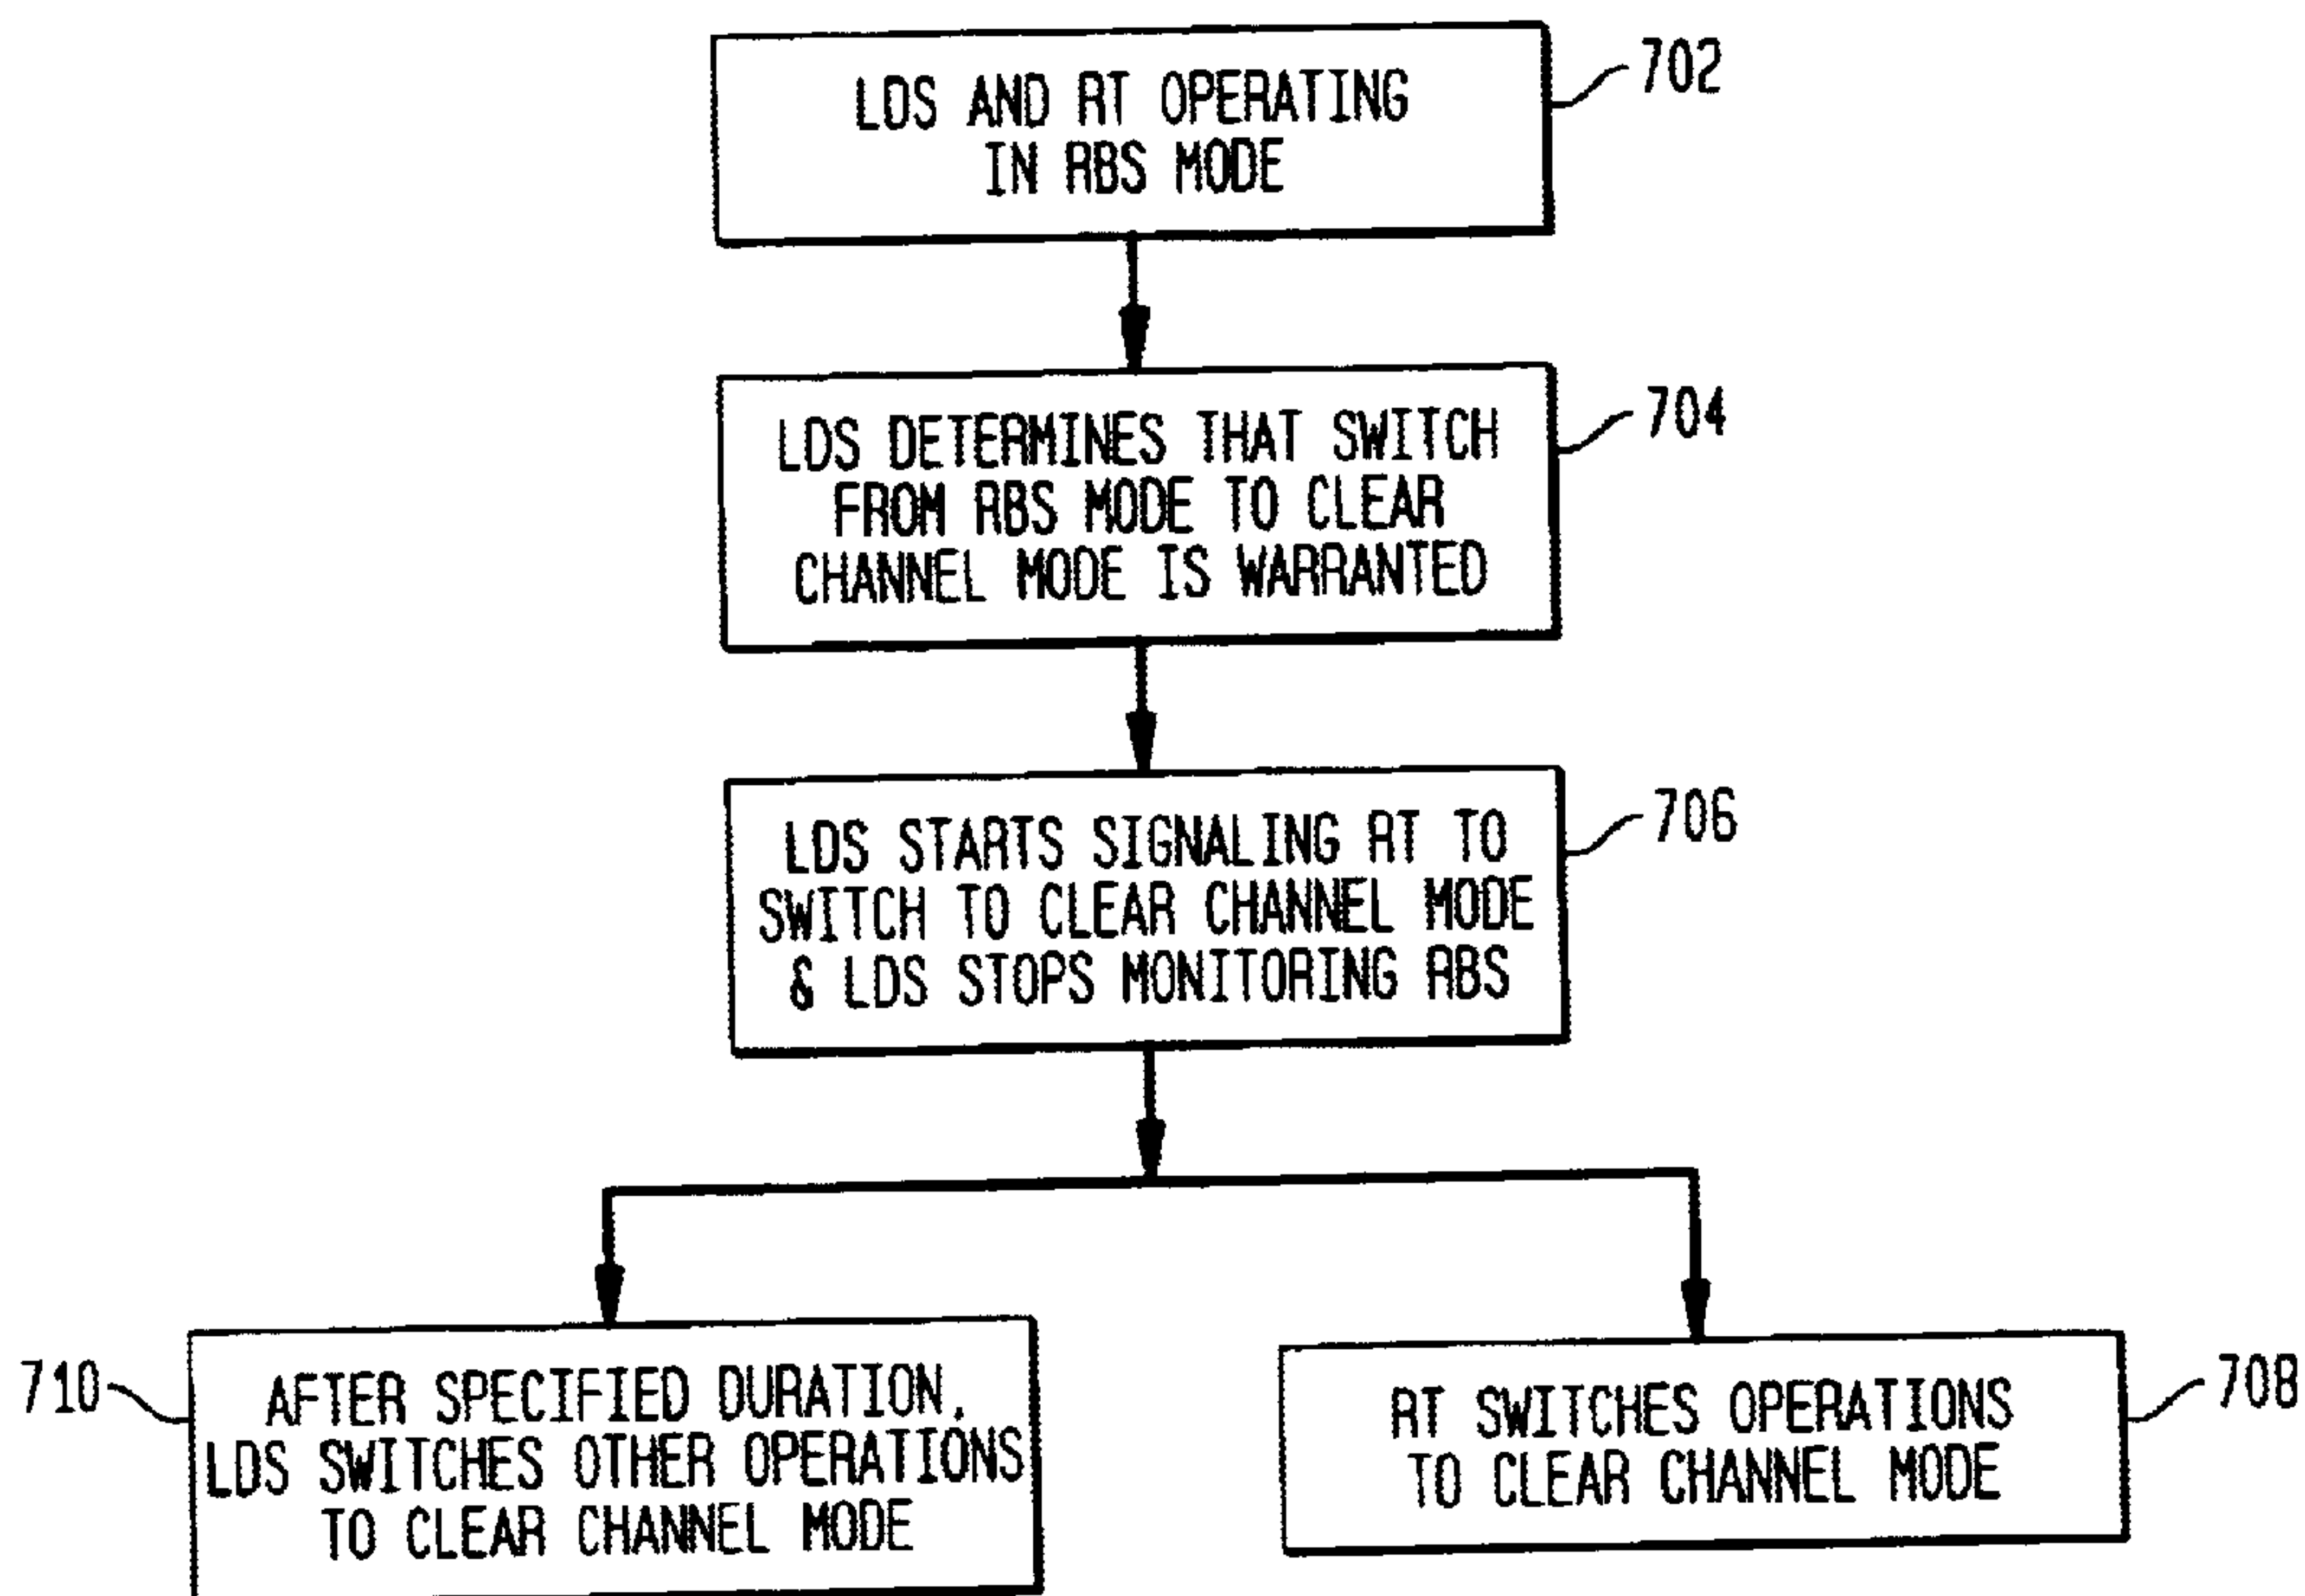 LDS AND RT OPERATING
IN RBS MODE
702
LDS DETERMINES THAT SWITCH
FROM RBS MODE TO CLEAR
CHANNEL MODE IS WARRANTED
704
LDS STARTS SIGNALING RT TO
SWITCH TO CLEAR CHANNEL MODE
& LDS STOPS MONITORING RBS
706
710
AFTER SPECIFIED DURATION,
LDS SWITCHES OTHER OPERATIONS
TO CLEAR CHANNEL MODE
RT SWITCHES OPERATIONS
TO CLEAR CHANNEL MODE
708